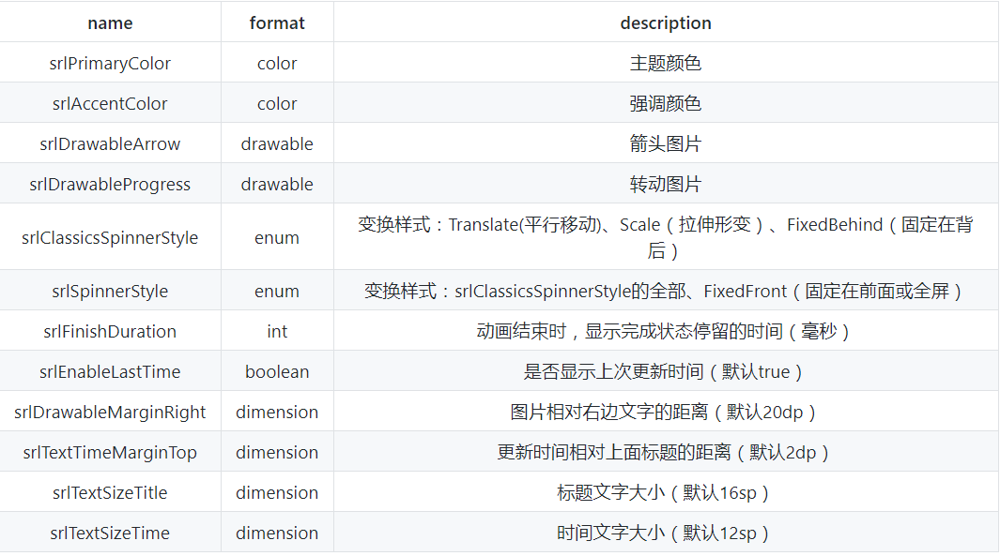 name format description
srlPrimaryColor color 主题颜色
srlAccentColor color 强调颜色
srlDrawableArrow drawable 箭头图片
srlDrawableProgress drawable 转动图片
srlClassicsSpinnerStyle enum 变换样式：Translate(平行移动)、Scale（拉伸形变）、FixedBehind（固定在背
后）
srlSpinnerStyle enum 变换样式：srlClassicsSpinnerStyle的全部、FixedFront（固定在前面或全屏）
srlFinishDuration int 动画结束时，显示完成状态停留的时间（毫秒）
srlEnableLastTime boolean 是否显示上次更新时间（默认true）
srlDrawableMarginRight dimension 图片相对右边文字的距离（默认20dp）
srlTextTimeMarginTop dimension 更新时间相对上面标题的距离（默认2dp）
srlTextSizeTitle dimension 标题文字大小（默认16sp）
srlTextSizeTime dimension 时间文字大小（默认12sp）